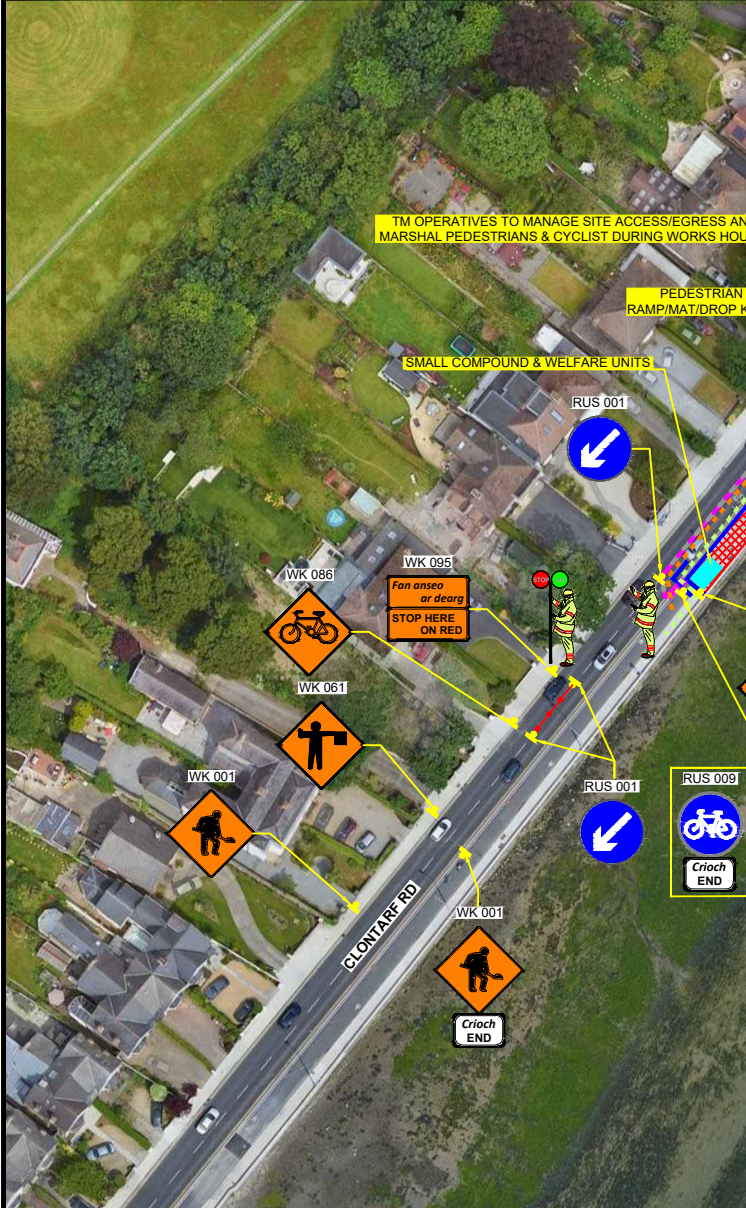 TM OPERATIVES TO MANAGE SITE ACCESS/EGRESS AN
MARSHAL PEDESTRIANS & CYCLIST DURING WORKS HOU
PEDESTRIAN
RAMP/MAT/DROP K
SMALL COMPOUND & WELFARE UNITS
RUS 001
WK 086
WK 095
Fan anseo
ar dearg
STOP HERE
ON RED
STOP
WK 061
WK 001
RUS 001
RUS 009
Crioch
END
CLONTARF RD
WK 001
Crioch
END